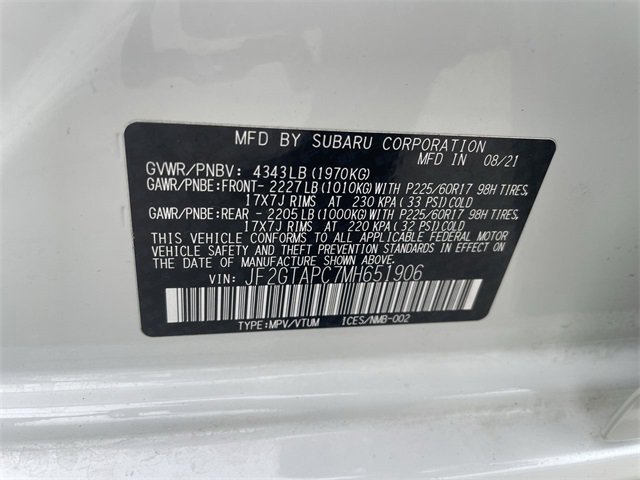 MFD BY SUBARU CORPORATION
MFD IN 08/21
GVWR/PNBV: 4343LB(1970KG)
GAWR/PNBE:FRONT-2227LB(1010KG) WITH P225/60R17 98H TIRES,
17X7J RIMS AT 230 KPA( 33 PSI)COLD
GAWR/PNBE:REAR -2205LB(1000KG)WITH P225/60R17 98H TIRES,
17X7J RIMS AT 220 KPA( 32 PSI)COLD
THIS VEHICLE CONFORMS TO ALL APPLICABLE FEDERAL MOTOR
VEHICLE SAFETY AND THEFT PREVENTION STANDARDS IN EFFECT
ON THE DATE OF MANUFACTURE SHOWN ABOVE.
VIN: JF2GTAPC7MH651906
TYPE:MPV/VTUM ICES/NMB-002